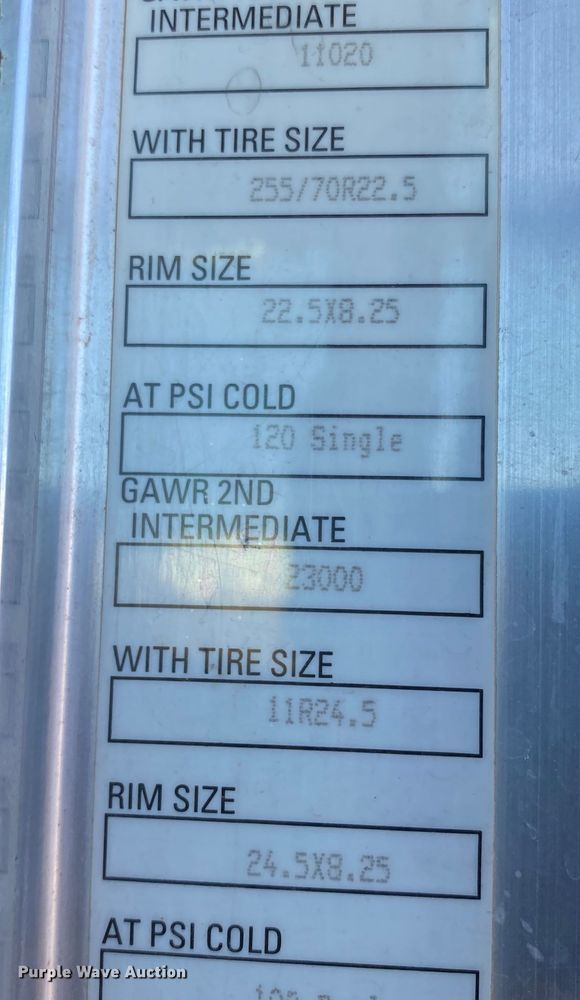 INTERMEDIATE
11020
WITH TIRE SIZE
255/70R22.5
RIM SIZE
22.5X8.25
AT PSI COLD
120 Single
GAWR 2ND
INTERMEDIATE
23000
WITH TIRE SIZE
11R24.5
RIM SIZE
24.5X8.25
AT PSI COLD
Purple Wave Auction